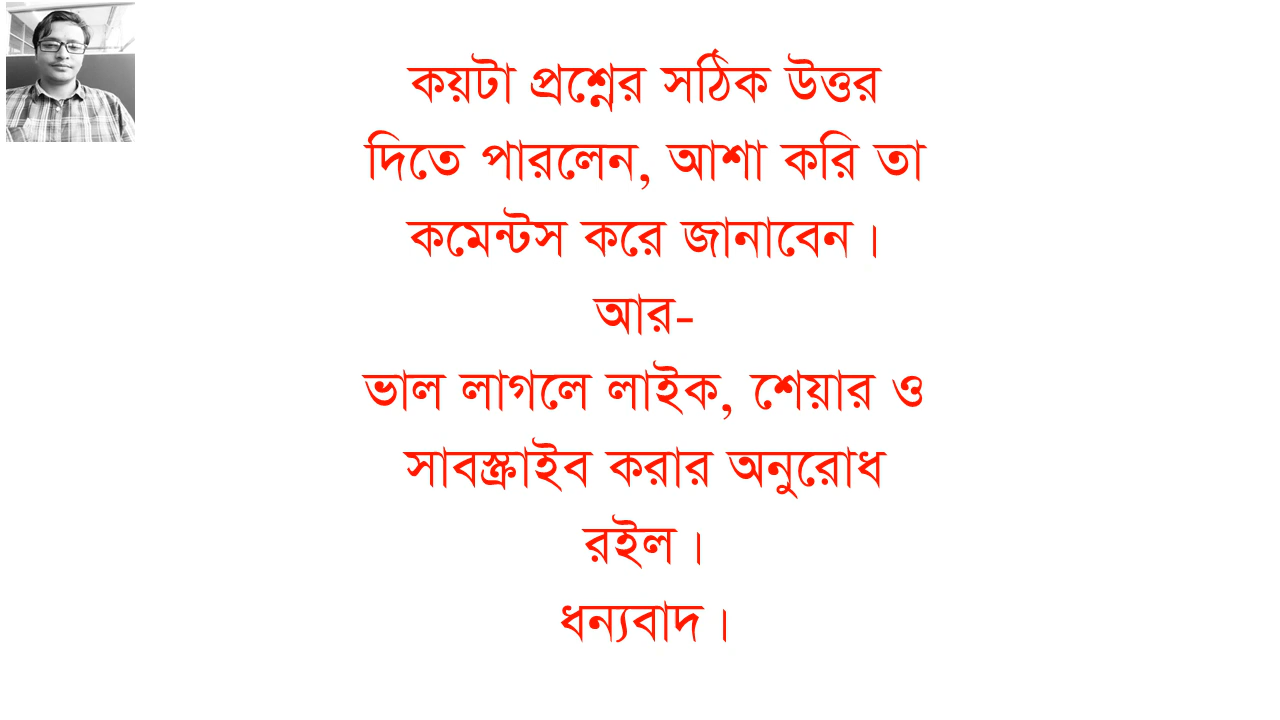 কয়টা প্রশ্নের সঠিক উত্তর
দিতে পারলেন, আশা করি তা
কমেন্টস করে জানাবেন।
আর-
ভাল লাগলে লাইক, শেয়ার ও
সাবস্ক্রাইব করার অনুরোধ
রইল।
ধন্যবাদ।